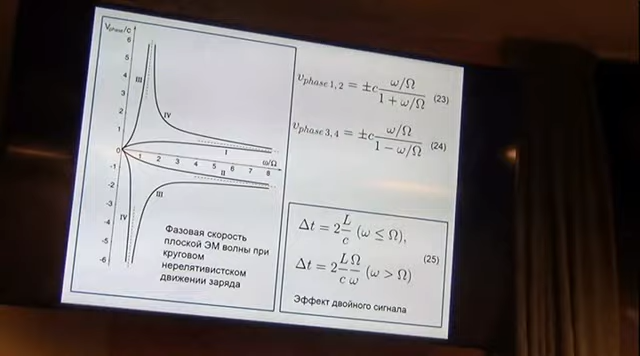 V_phase/c
6
5
4
3
2
1
0
-1
-2
-3
-4
-5
-6
1 2 3 4 5 6 7 8
ω/Ω
III
IV
I
II
III
IV
Фазовая скорость
плоской ЭМ волны при
круговом
нерелятивистском
движении заряда
υ_phase 1, 2 = ±c (ω/Ω)/(1 + ω/Ω) (23)
υ_phase 3, 4 = ±c (ω/Ω)/(1 − ω/Ω) (24)
Δt = 2 L/c (ω ≤ Ω),
(25)
Δt = 2 L/c Ω/ω (ω > Ω)
Эффект двойного сигнала